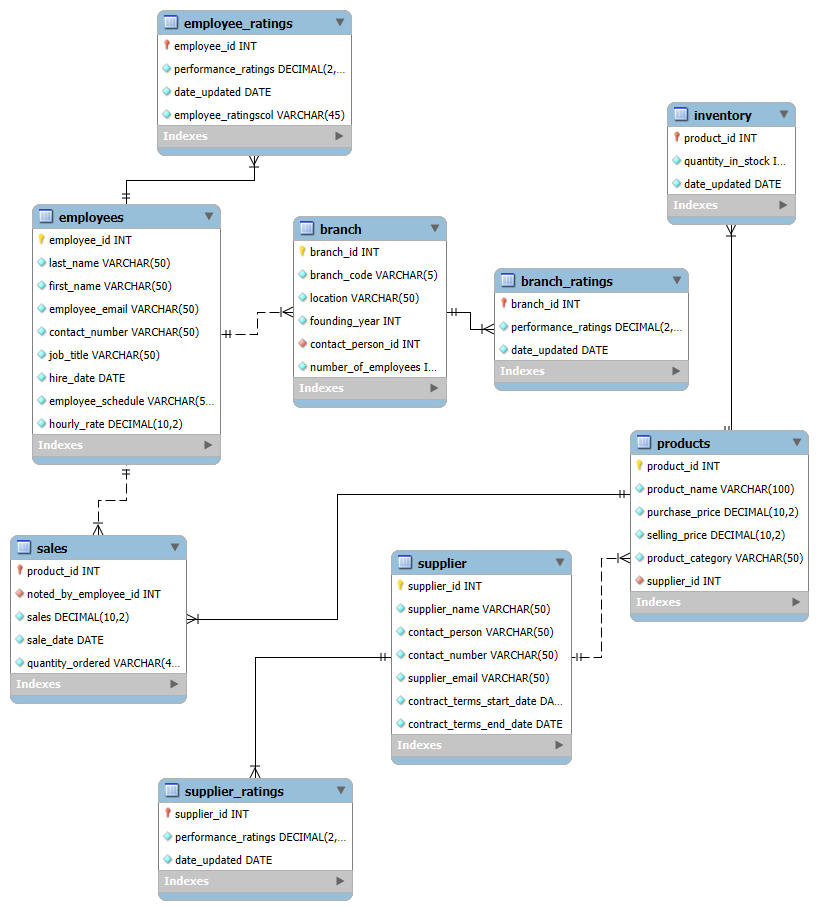 employee_ratings
employee_id INT
performance_ratings DECIMAL(2,...
date_updated DATE
employee_ratingscol VARCHAR(45)
Indexes
inventory
product_id INT
quantity_in_stock I...
date_updated DATE
Indexes
employees
employee_id INT
last_name VARCHAR(50)
first_name VARCHAR(50)
employee_email VARCHAR(50)
contact_number VARCHAR(50)
job_title VARCHAR(50)
hire_date DATE
employee_schedule VARCHAR(5...
hourly_rate DECIMAL(10,2)
Indexes
branch
branch_id INT
branch_code VARCHAR(5)
location VARCHAR(50)
founding_year INT
contact_person_id INT
number_of_employees I...
Indexes
branch_ratings
branch_id INT
performance_ratings DECIMAL(2,...
date_updated DATE
Indexes
products
product_id INT
product_name VARCHAR(100)
purchase_price DECIMAL(10,2)
selling_price DECIMAL(10,2)
product_category VARCHAR(50)
supplier_id INT
Indexes
sales
product_id INT
noted_by_employee_id INT
sales DECIMAL(10,2)
sale_date DATE
quantity_ordered VARCHAR(4...
Indexes
supplier
supplier_id INT
supplier_name VARCHAR(50)
contact_person VARCHAR(50)
contact_number VARCHAR(50)
supplier_email VARCHAR(50)
contract_terms_start_date DA...
contract_terms_end_date DATE
Indexes
supplier_ratings
supplier_id INT
performance_ratings DECIMAL(2,...
date_updated DATE
Indexes